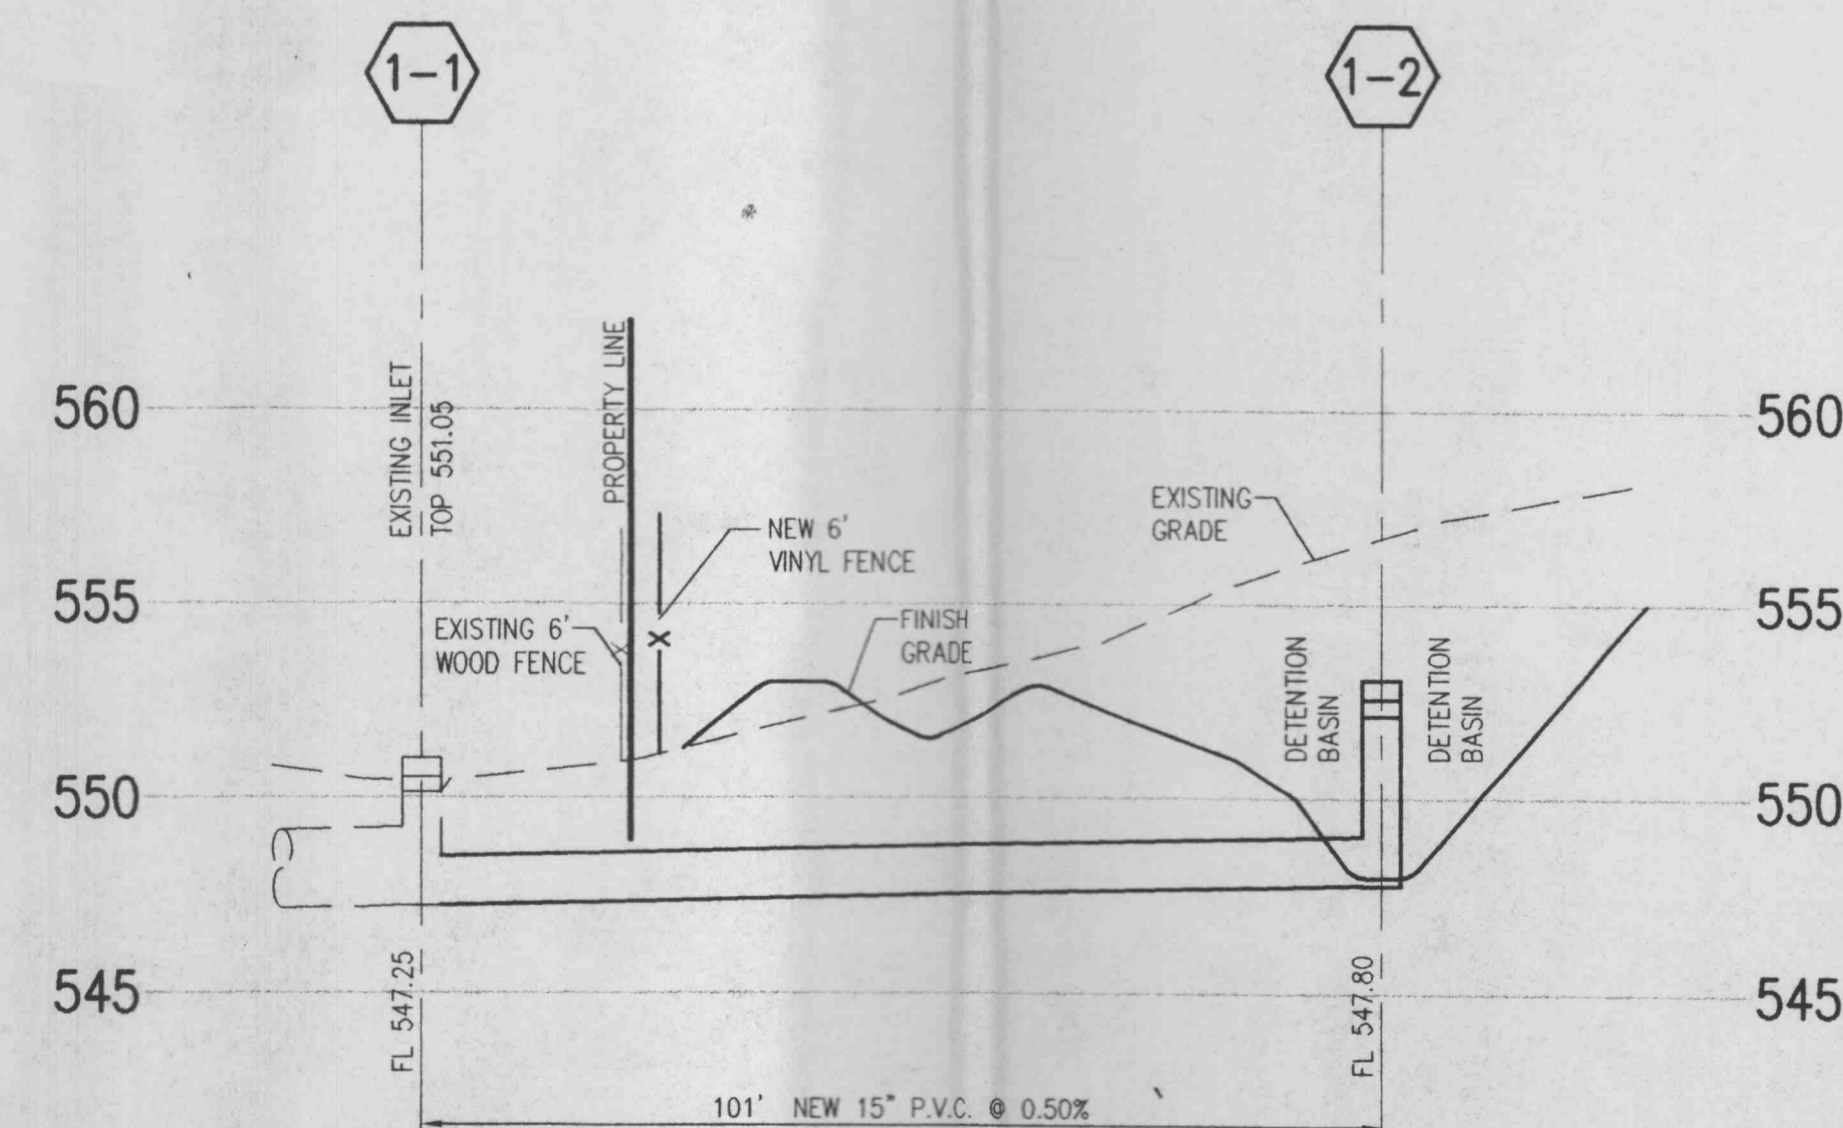 1-1
1-2
EXISTING INLET
TOP 551.05
PROPERTY LINE
560
560
NEW 6'
VINYL FENCE
EXISTING
GRADE
555
555
EXISTING 6'
WOOD FENCE
FINISH
GRADE
DETENTION
BASIN
DETENTION
BASIN
550
550
545
545
FL 547.25
FL 547.80
101' NEW 15" P.V.C. @ 0.50%